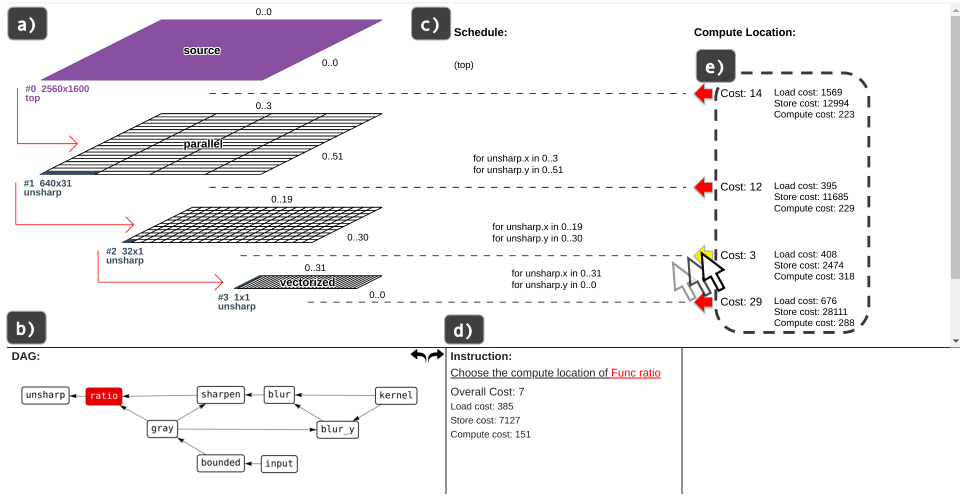 a)
0..0
source
0..0
#0 2560x1600
top
0..3
parallel
0..51
#1 640x31
unsharp
0..19
0..30
#2 32x1
unsharp
0..31
vectorized
0..0
#3 1x1
unsharp
c)
Schedule:
(top)
for unsharp.x in 0..3
for unsharp.y in 0..51
for unsharp.x in 0..19
for unsharp.y in 0..30
for unsharp.x in 0..31
for unsharp.y in 0..0
Compute Location:
e)
Cost: 14
Load cost: 1569
Store cost: 12994
Compute cost: 223
Cost: 12
Load cost: 395
Store cost: 11685
Compute cost: 229
Cost: 3
Load cost: 408
Store cost: 2474
Compute cost: 318
Cost: 29
Load cost: 676
Store cost: 28111
Compute cost: 288
b)
DAG:
unsharp
ratio
sharpen
blur
kernel
gray
blur_y
bounded
input
d)
Instruction:
Choose the compute location of Func ratio
Overall Cost: 7
Load cost: 385
Store cost: 7127
Compute cost: 151